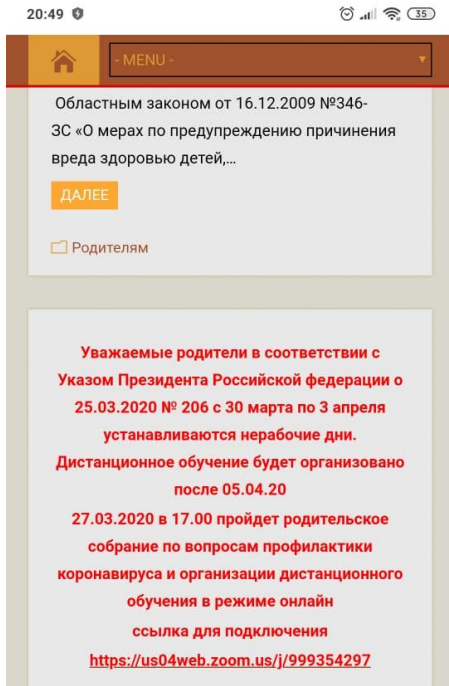 20:49
35
- MENU -
Областным законом от 16.12.2009 №346-
ЗС «О мерах по предупреждению причинения
вреда здоровью детей,...
ДАЛЕЕ
Родителям
Уважаемые родители в соответствии с
Указом Президента Российской федерации о
25.03.2020 № 206 с 30 марта по 3 апреля
устанавливаются нерабочие дни.
Дистанционное обучение будет организовано
после 05.04.20
27.03.2020 в 17.00 пройдет родительское
собрание по вопросам профилактики
коронавируса и организации дистанционного
обучения в режиме онлайн
ссылка для подключения
https://us04web.zoom.us/j/999354297